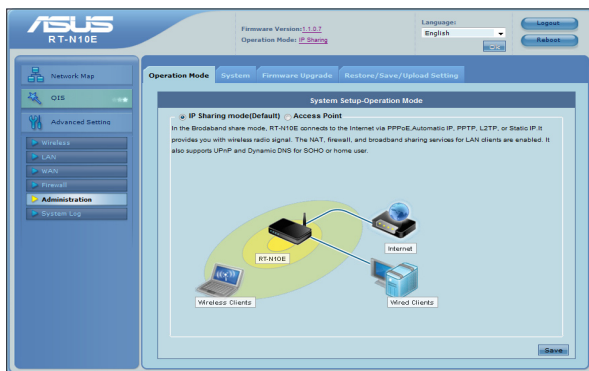 ASUS
RT-N10E
Firmware Version:1.1.0.7
Operation Mode: IP Sharing
Language:
English
OK
Logout
Reboot
Network Map
QIS
Advanced Setting
Wireless
LAN
WAN
Firewall
Administration
System Log
Operation Mode
System
Firmware Upgrade
Restore/Save/Upload Setting
System Setup-Operation Mode
IP Sharing mode(Default) Access Point
In the Brodaband share mode, RT-N10E connects to the Internet via PPPoE,Automatic IP, PPTP, L2TP, or Static IP.It
provides you with wireless radio signal. The NAT, firewall, and broadband sharing services for LAN clients are enabled. It
also supports UPnP and Dynamic DNS for SOHO or home user.
RT-N10E
Internet
Wireless Clients
Wired Clients
Save